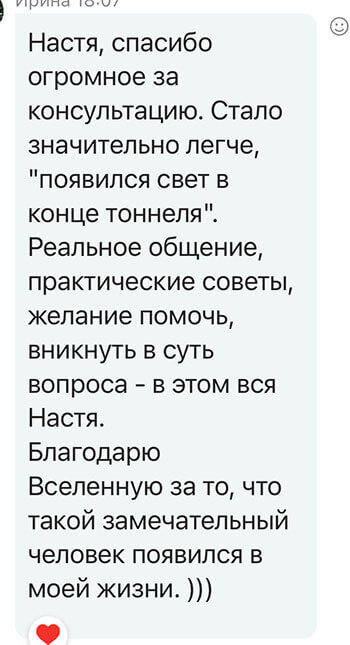 Ирина 18:07
Настя, спасибо
огромное за
консультацию. Стало
значительно легче,
"появился свет в
конце тоннеля".
Реальное общение,
практические советы,
желание помочь,
вникнуть в суть
вопроса - в этом вся
Настя.
Благодарю
Вселенную за то, что
такой замечательный
человек появился в
моей жизни. )))